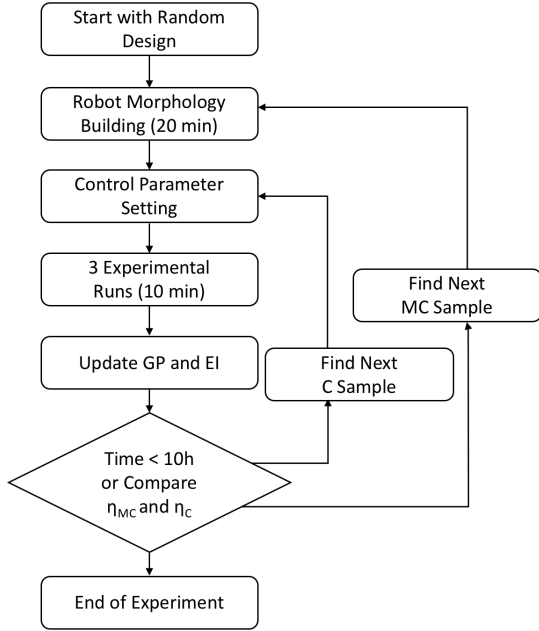 Start with Random
Design
Robot Morphology
Building (20 min)
Control Parameter
Setting
3 Experimental
Runs (10 min)
Find Next
MC Sample
Update GP and EI
Find Next
C Sample
Time < 10h
or Compare
ηMC and ηC
End of Experiment